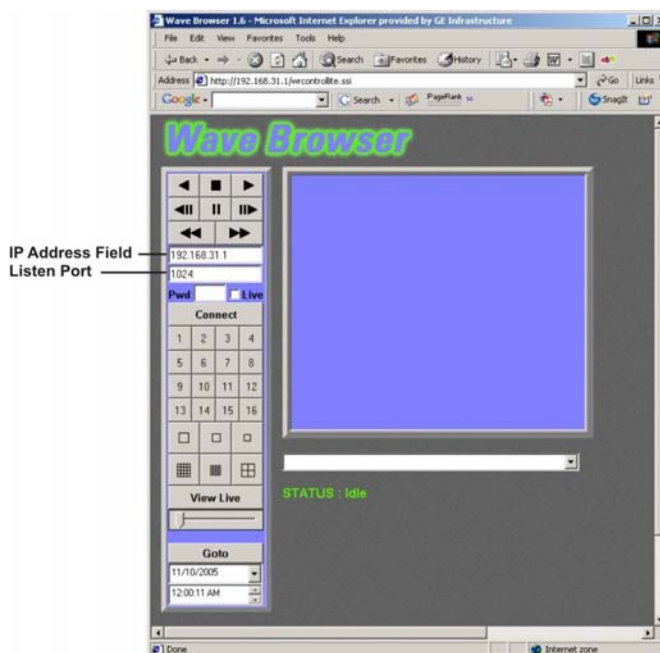 Wave Browser 1.6 - Microsoft Internet Explorer provided by GE Infrastructure
File Edit View Favorites Tools Help
Back Search Favorites History
Address http://192.168.31.1/wrcontrollite.ssi Go Links
Google Search PageRank SnagIt
Wave Browser
IP Address Field
192.168.31.1
Listen Port
1024
Pwd Live
Connect
1 2 3 4
5 6 7 8
9 10 11 12
13 14 15 16
View Live
STATUS : Idle
Goto
11/10/2005
12:00:11 AM
Done Internet zone